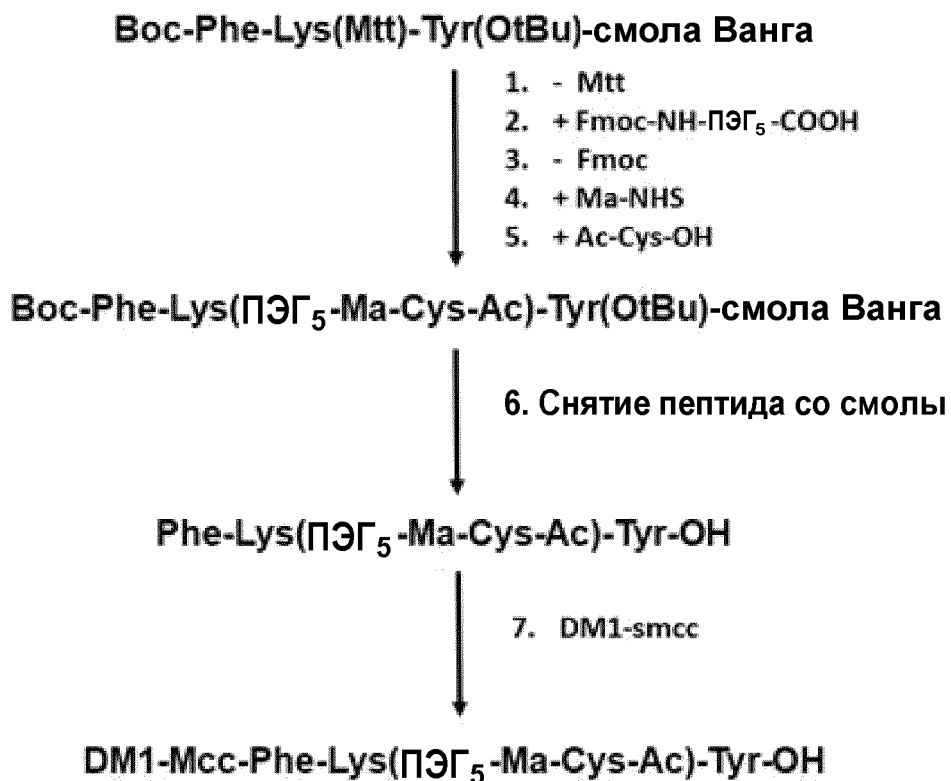 Boc-Phe-Lys(Mtt)-Tyr(OtBu)-смола Ванга
1. - Mtt
2. + Fmoc-NH-ПЭГ5-COOH
3. - Fmoc
4. + Ma-NHS
5. + Ac-Cys-OH
Boc-Phe-Lys(ПЭГ5-Ma-Cys-Ac)-Tyr(OtBu)-смола Ванга
6. Снятие пептида со смолы
Phe-Lys(ПЭГ5-Ma-Cys-Ac)-Tyr-OH
7. DM1-smcc
DM1-Mcc-Phe-Lys(ПЭГ5-Ma-Cys-Ac)-Tyr-OH